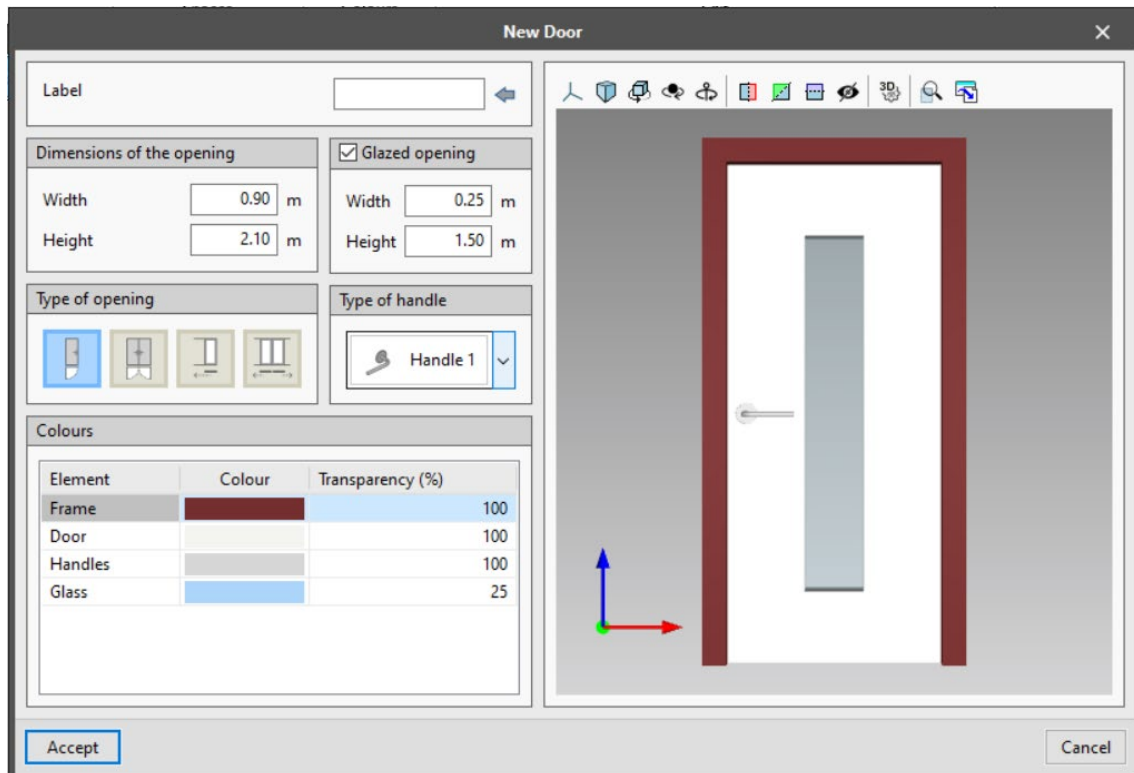 New Door
Label
Dimensions of the opening
Width 0.90 m
Height 2.10 m
Glazed opening
Width 0.25 m
Height 1.50 m
Type of opening
Type of handle
Handle 1
Colours
Element Colour Transparency (%)
Frame 100
Door 100
Handles 100
Glass 25
3D
Accept
Cancel